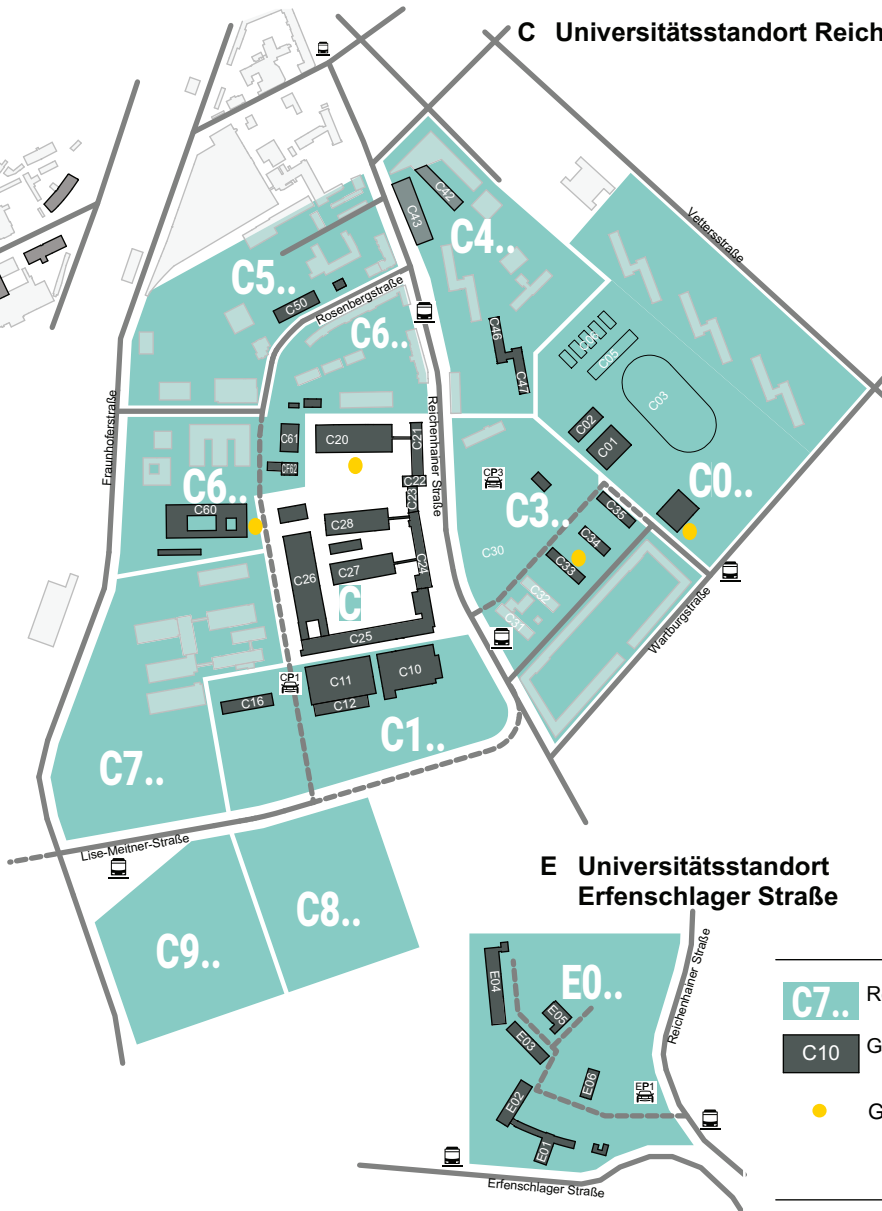 C Universitätsstandort Reich
Vettersstraße
C42
C43
C4..
C5..
C50
Rosenbergstraße
C6..
C46
C47
C06
C05
C03
C02
C01
C0..
Fraunhoferstraße
Reichenhainer Straße
C61
CF62
C20
C21
C22
C23
C6..
C60
C28
C27
C26
C24
C
C25
CP3
C3..
C30
C35
C34
C33
C32
C31
Wartburgstraße
CP1
C16
C11
C12
C10
C1..
C7..
Lise-Meitner-Straße
C8..
C9..
E Universitätsstandort
Erfenschlager Straße
E04
E0..
E05
E03
E06
E02
E01
EP1
Reichenhainer Straße
Erfenschlager Straße
C7.. R
C10 G
G